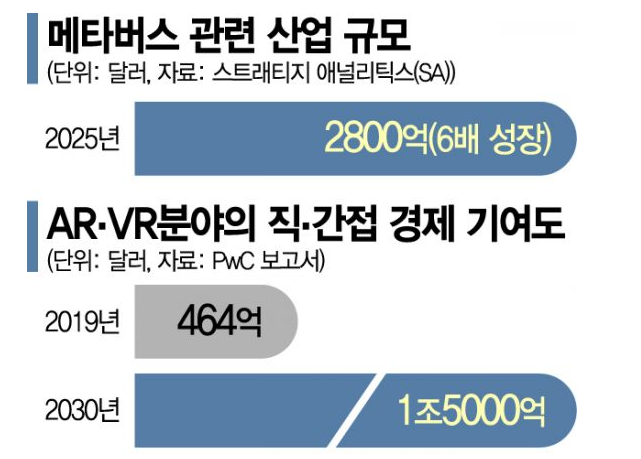 메타버스 관련 산업 규모
(단위: 달러, 자료: 스트래티지 애널리틱스(SA))
2025년 2800억(6배 성장)
AR·VR분야의 직·간접 경제 기여도
(단위: 달러, 자료: PwC 보고서)
2019년 464억
2030년 1조5000억